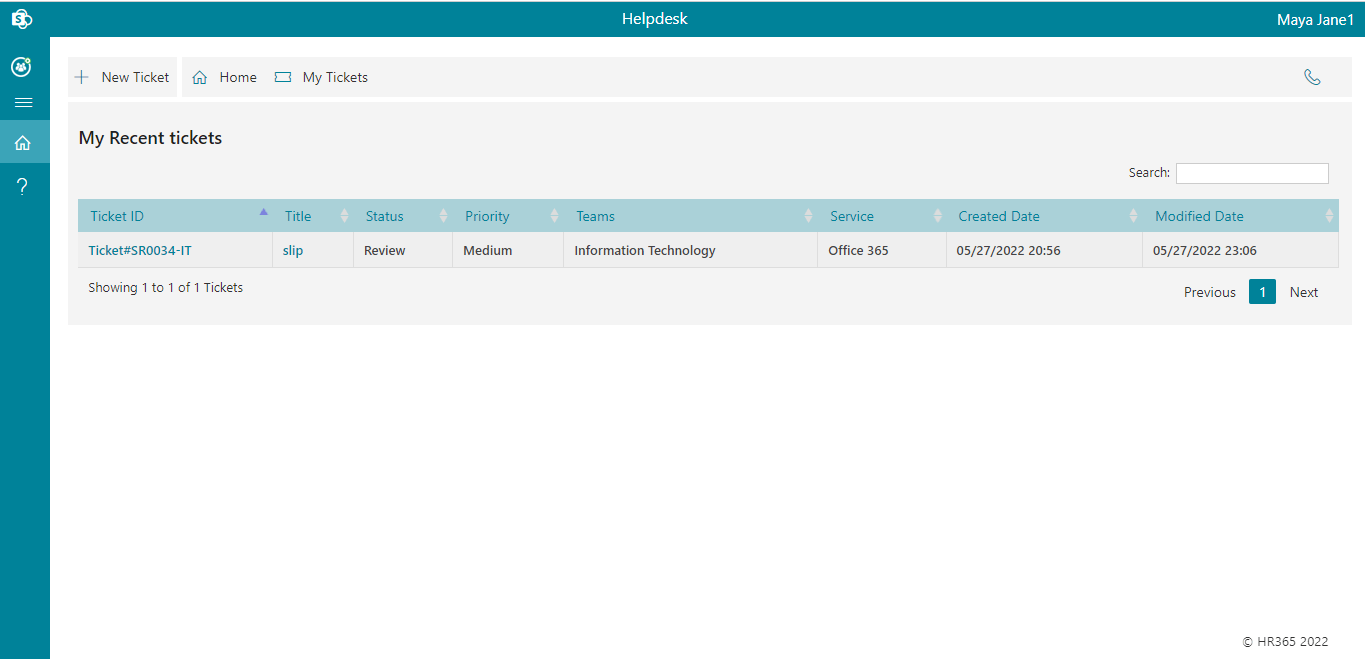 Helpdesk
Maya Jane1
New Ticket Home My Tickets
My Recent tickets
Search:
Ticket ID Title Status Priority Teams Service Created Date Modified Date
Ticket#SR0034-IT slip Review Medium Information Technology Office 365 05/27/2022 20:56 05/27/2022 23:06
Showing 1 to 1 of 1 Tickets
Previous 1 Next
© HR365 2022